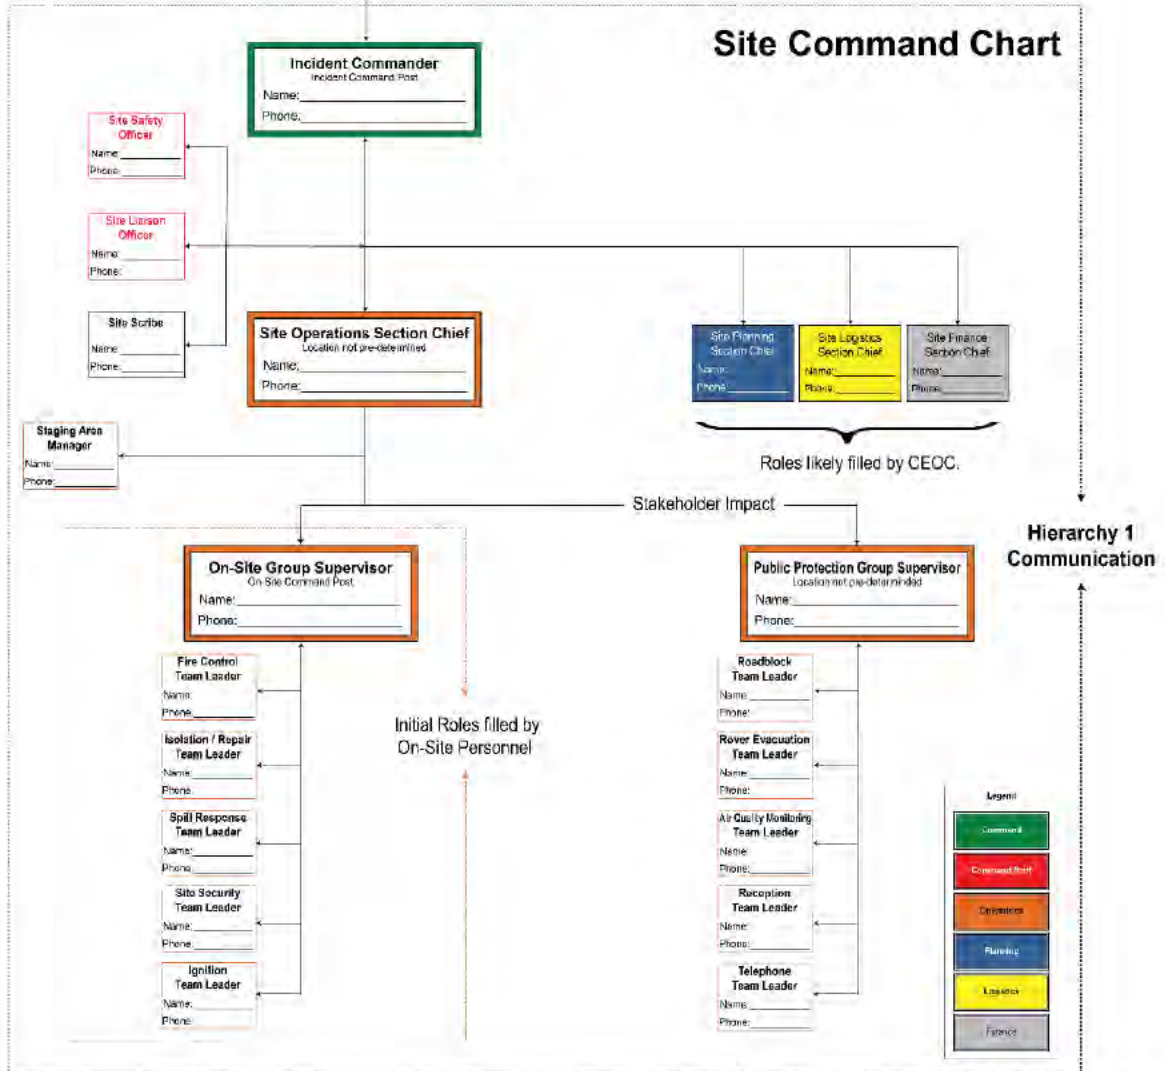 Site Command Chart
Incident Commander
Incident Command Post
Name:
Phone:
Site Safety
Officer
Name:
Phone:
Site Liaison
Officer
Name:
Phone:
Site Scribe
Name:
Phone:
Site Operations Section Chief
Location not pre-determined
Name:
Phone:
Site Planning
Section Chief
Name:
Phone:
Site Logistics
Section Chief
Name:
Phone:
Site Finance
Section Chief
Name:
Phone:
Roles likely filled by CEOC.
Staging Area
Manager
Name:
Phone:
Stakeholder Impact
Hierarchy 1
Communication
On-Site Group Supervisor
On-Site Command Post
Name:
Phone:
Public Protection Group Supervisor
Location not pre-determinded
Name:
Phone:
Fire Control
Team Leader
Name:
Phone:
Isolation / Repair
Team Leader
Name:
Phone:
Spill Response
Team Leader
Name:
Phone:
Site Security
Team Leader
Name:
Phone:
Ignition
Team Leader
Name:
Phone:
Initial Roles filled by
On-Site Personnel
Roadblock
Team Leader
Name:
Phone:
Rover Evacuation
Team Leader
Name:
Phone:
Air Quality Monitoring
Team Leader
Name:
Phone:
Reception
Team Leader
Name:
Phone:
Telephone
Team Leader
Name:
Phone:
Legend
Command
Command Staff
Operations
Planning
Logistics
Finance